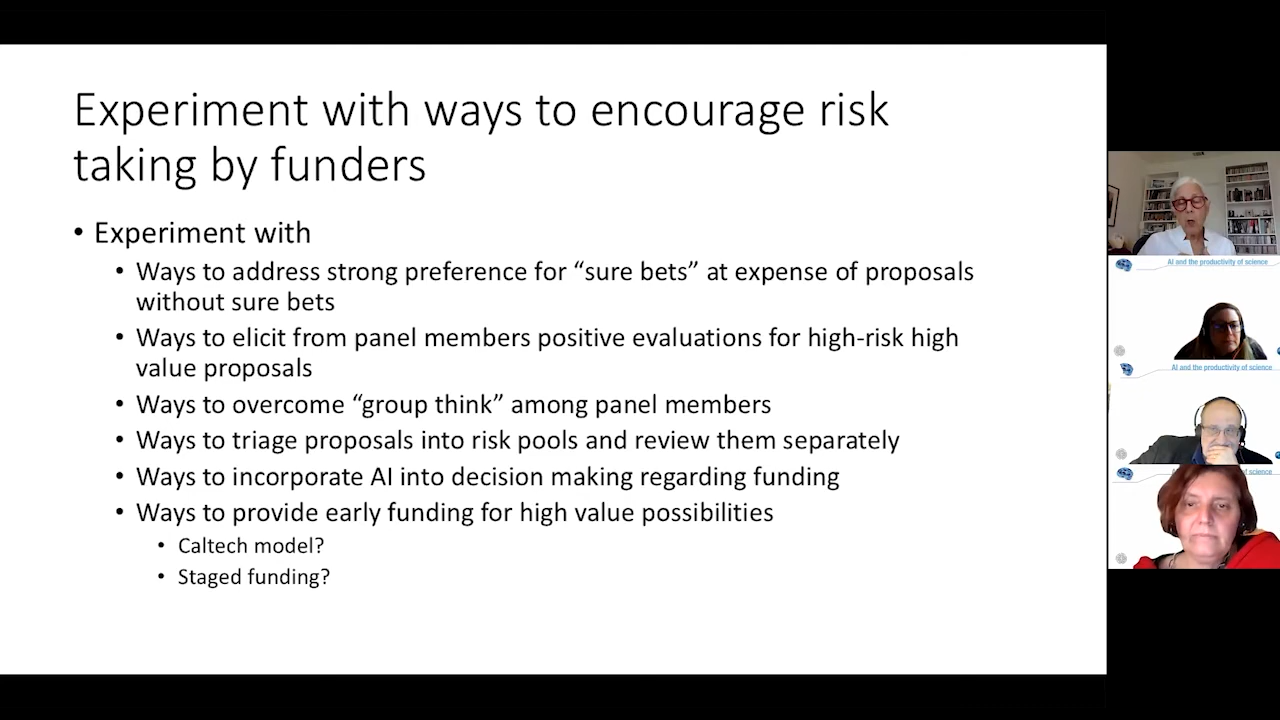 Experiment with ways to encourage risk
taking by funders
• Experiment with
• Ways to address strong preference for “sure bets” at expense of proposals
without sure bets
• Ways to elicit from panel members positive evaluations for high-risk high
value proposals
• Ways to overcome “group think” among panel members
• Ways to triage proposals into risk pools and review them separately
• Ways to incorporate AI into decision making regarding funding
• Ways to provide early funding for high value possibilities
• Caltech model?
• Staged funding?
AI and the productivity of science
AI and the productivity of science
of science